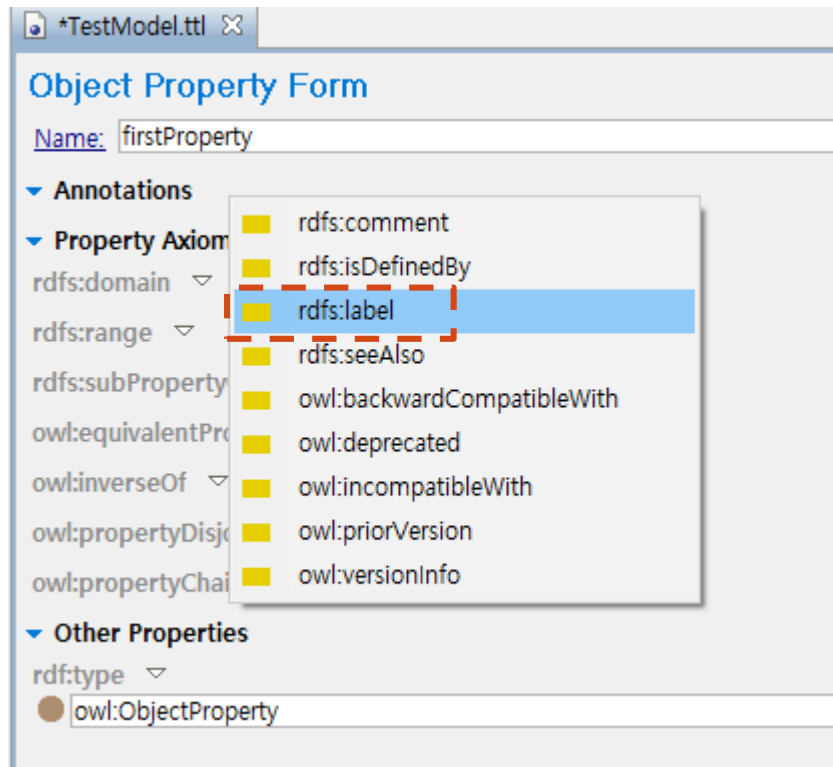 *TestModel.ttl
Object Property Form
Name: firstProperty
Annotations
Property Axiom
rdfs:domain
rdfs:range
rdfs:subProperty
owl:equivalentPr
owl:inverseOf
owl:propertyDisj
owl:propertyChai
rdfs:comment
rdfs:isDefinedBy
rdfs:label
rdfs:seeAlso
owl:backwardCompatibleWith
owl:deprecated
owl:incompatibleWith
owl:priorVersion
owl:versionInfo
Other Properties
rdf:type
owl:ObjectProperty